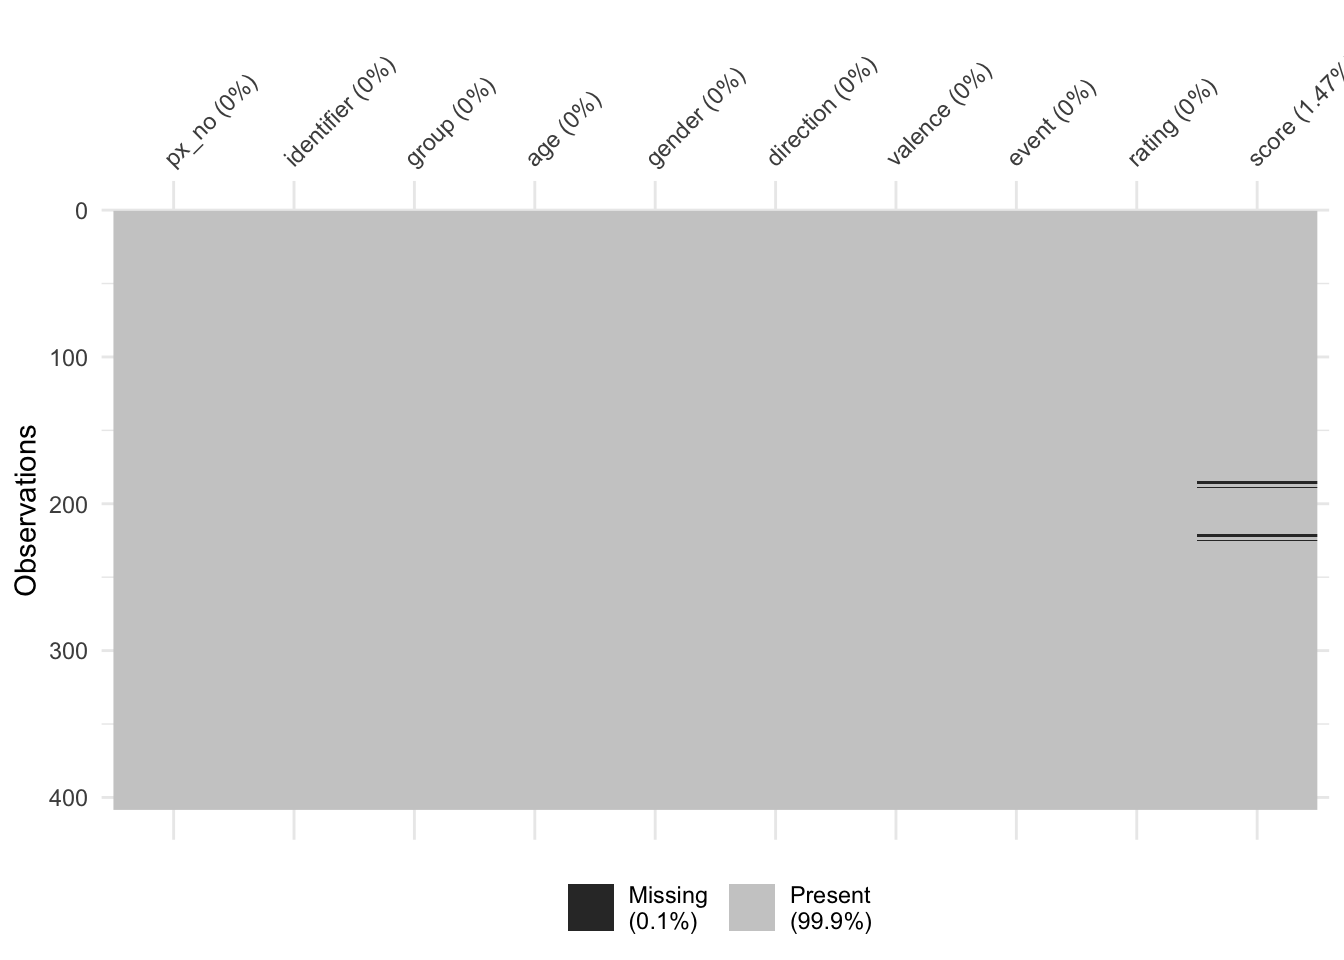 px_no (0%)
identifier (0%)
group (0%)
age (0%)
gender (0%)
direction (0%)
valence (0%)
event (0%)
rating (0%)
score (1.47%
0
100
200
300
400
Observations
Missing
(0.1%)
Present
(99.9%)